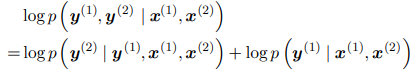 log p ( y^(1), y^(2) | x^(1), x^(2) )
= log p ( y^(2) | y^(1), x^(1), x^(2) ) + log p ( y^(1) | x^(1), x^(2) )